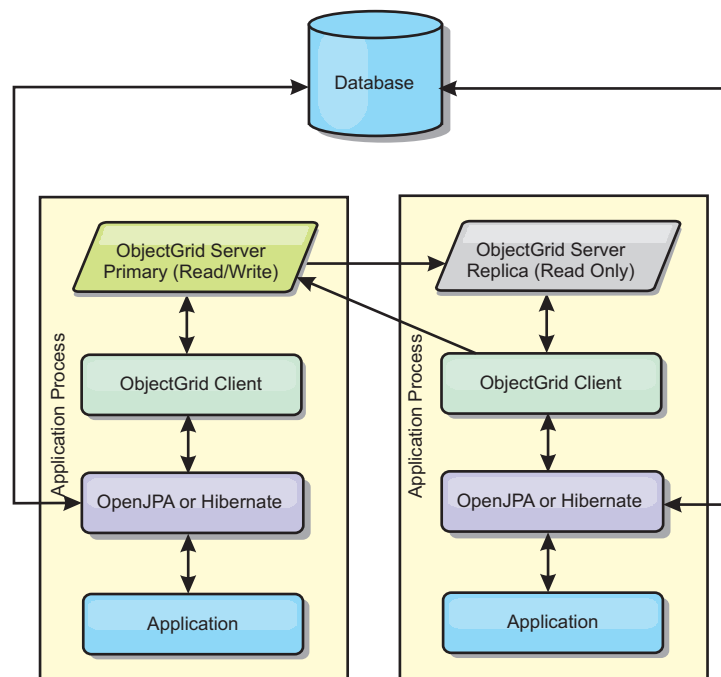 Database
Application Process
ObjectGrid Server
Primary (Read/Write)
ObjectGrid Client
OpenJPA or Hibernate
Application
Application Process
ObjectGrid Server
Replica (Read Only)
ObjectGrid Client
OpenJPA or Hibernate
Application